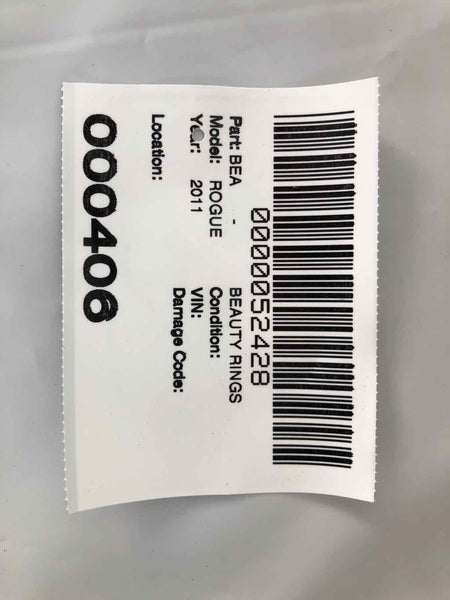 0000052428
Part: BEA - BEAUTY RINGS
Model: ROGUE Condition:
Year: 2011 VIN:
Damage Code:
Location:
000406